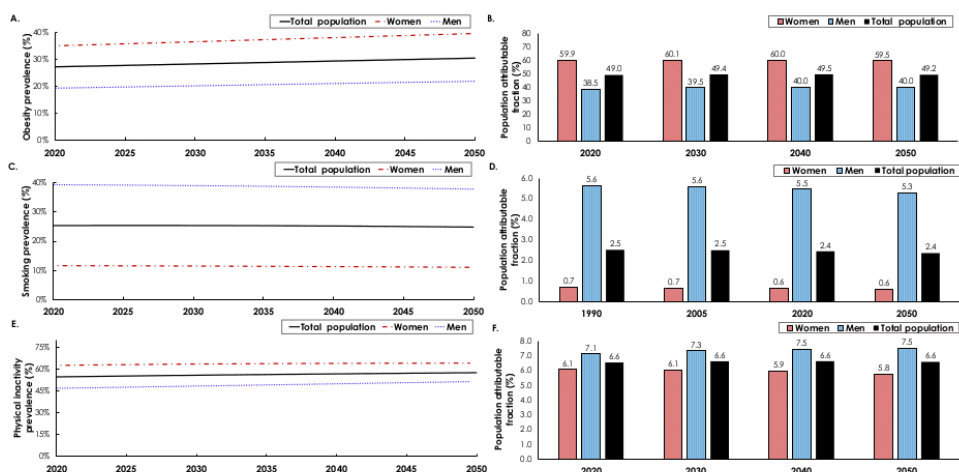 A.
Total population Women Men
Obesity prevalence (%)
40%
30%
20%
10%
0%
2020 2025 2030 2035 2040 2045 2050
B.
Women Men Total population
Population attributable fraction (%)
80
70
60
50
40
30
20
10
0
59.9 38.5 49.0
60.1 39.5 49.4
60.0 40.0 49.5
59.5 40.0 49.2
2020 2030 2040 2050
C.
Total population Women Men
Smoking prevalence (%)
40%
30%
20%
10%
0%
2020 2025 2030 2035 2040 2045 2050
D.
Women Men Total population
Population attributable fraction (%)
6.0
5.0
4.0
3.0
2.0
1.0
0.0
0.7 5.6 2.5
0.7 5.6 2.5
0.6 5.5 2.4
0.6 5.3 2.4
1990 2005 2020 2050
E.
Total population Women Men
Physical inactivity prevalence (%)
75%
60%
45%
30%
15%
0%
2020 2025 2030 2035 2040 2045 2050
F.
Women Men Total population
Population attributable fraction (%)
8.0
7.0
6.0
5.0
4.0
3.0
2.0
1.0
0.0
6.1 7.1 6.6
6.1 7.3 6.6
5.9 7.5 6.6
5.8 7.5 6.6
2020 2030 2040 2050